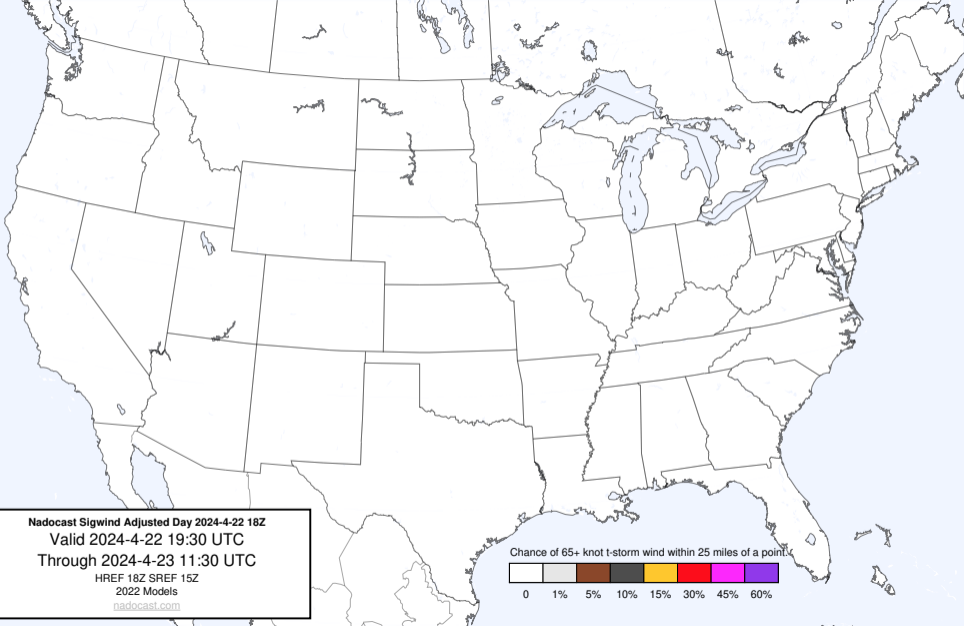 Nadocast Sigwind Adjusted Day 2024-4-22 18Z
Valid 2024-4-22 19:30 UTC
Through 2024-4-23 11:30 UTC
HREF 18Z SREF 15Z
2022 Models
nadocast.com
Chance of 65+ knot t-storm wind within 25 miles of a point.
0 1% 5% 10% 15% 30% 45% 60%